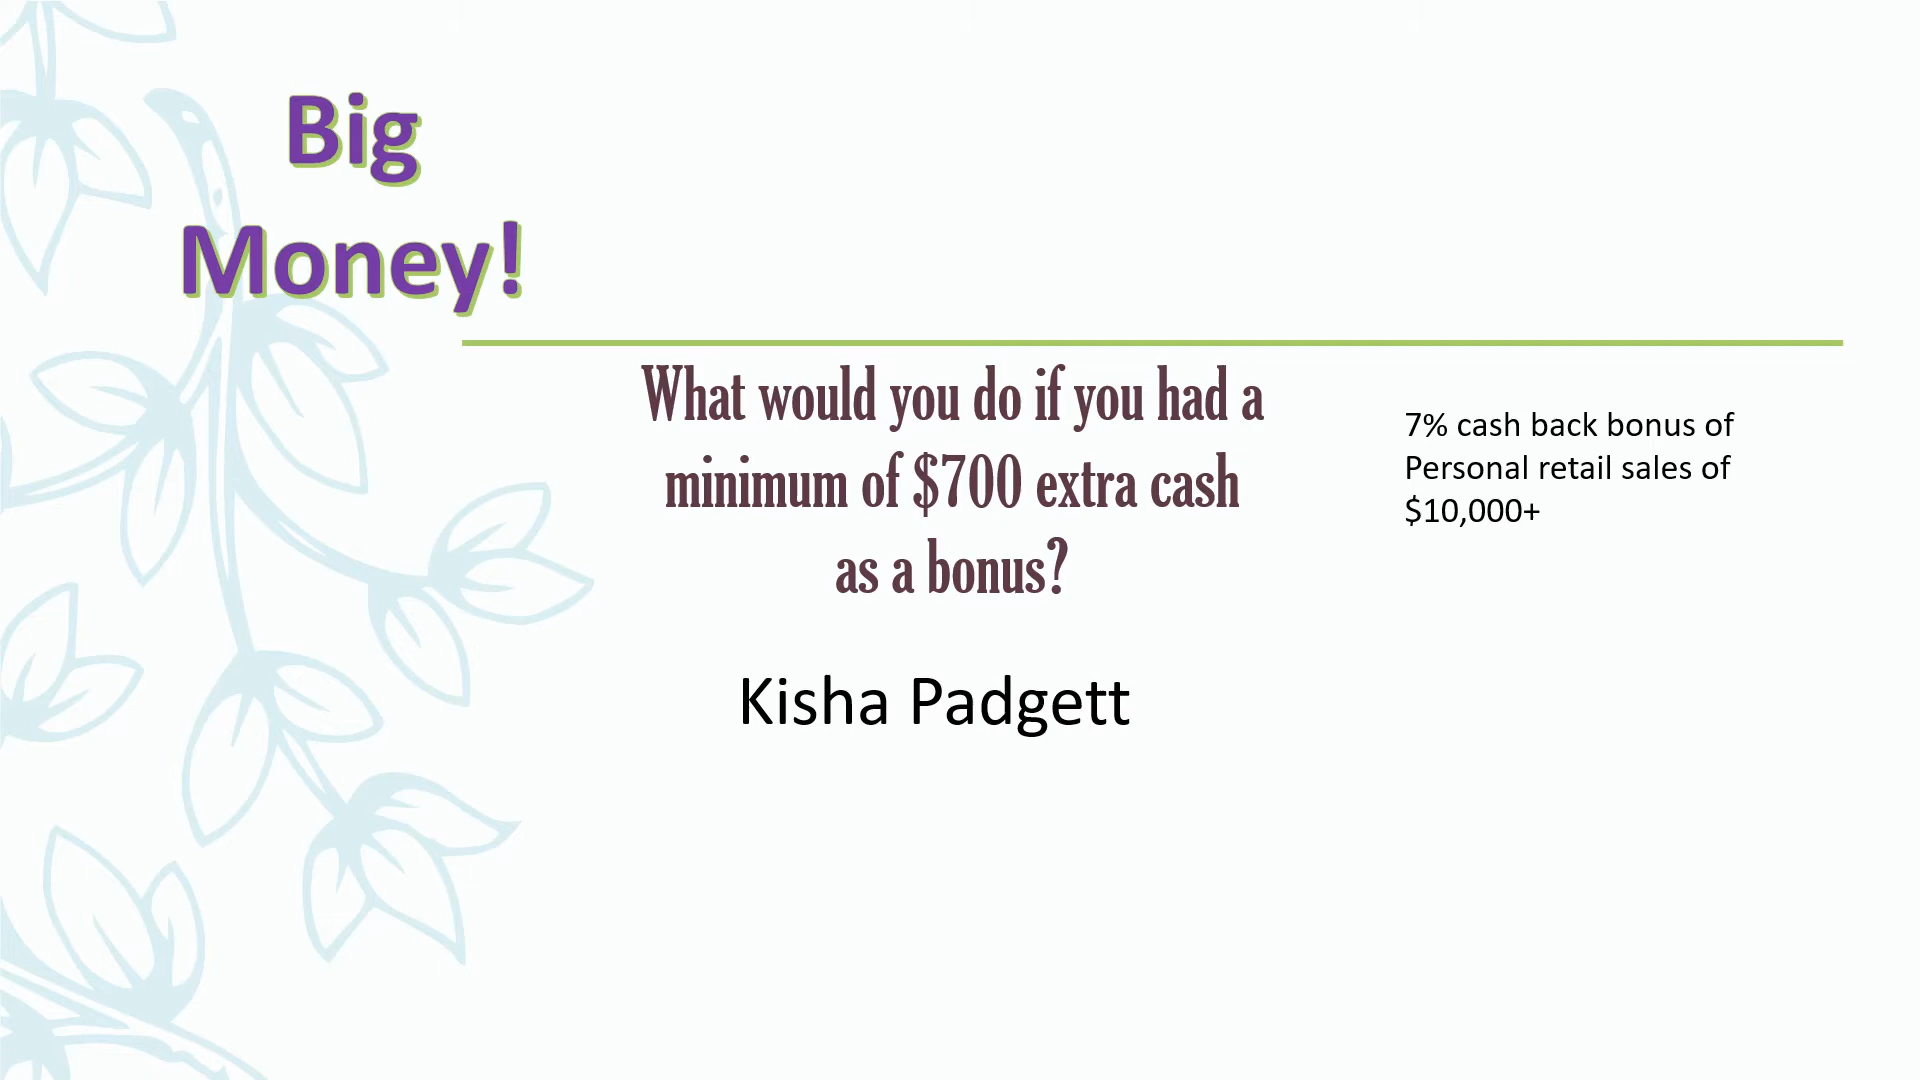 Big
Money!
What would you do if you had a
minimum of $700 extra cash
as a bonus?
7% cash back bonus of
Personal retail sales of
$10,000+
Kisha Padgett